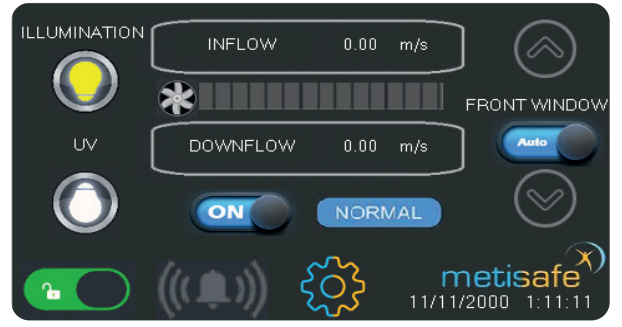 ILLUMINATION
INFLOW 0.00 m/s
FRONT WINDOW
Auto
UV
DOWNFLOW 0.00 m/s
ON
NORMAL
metisafe
11/11/2000 1:11:11